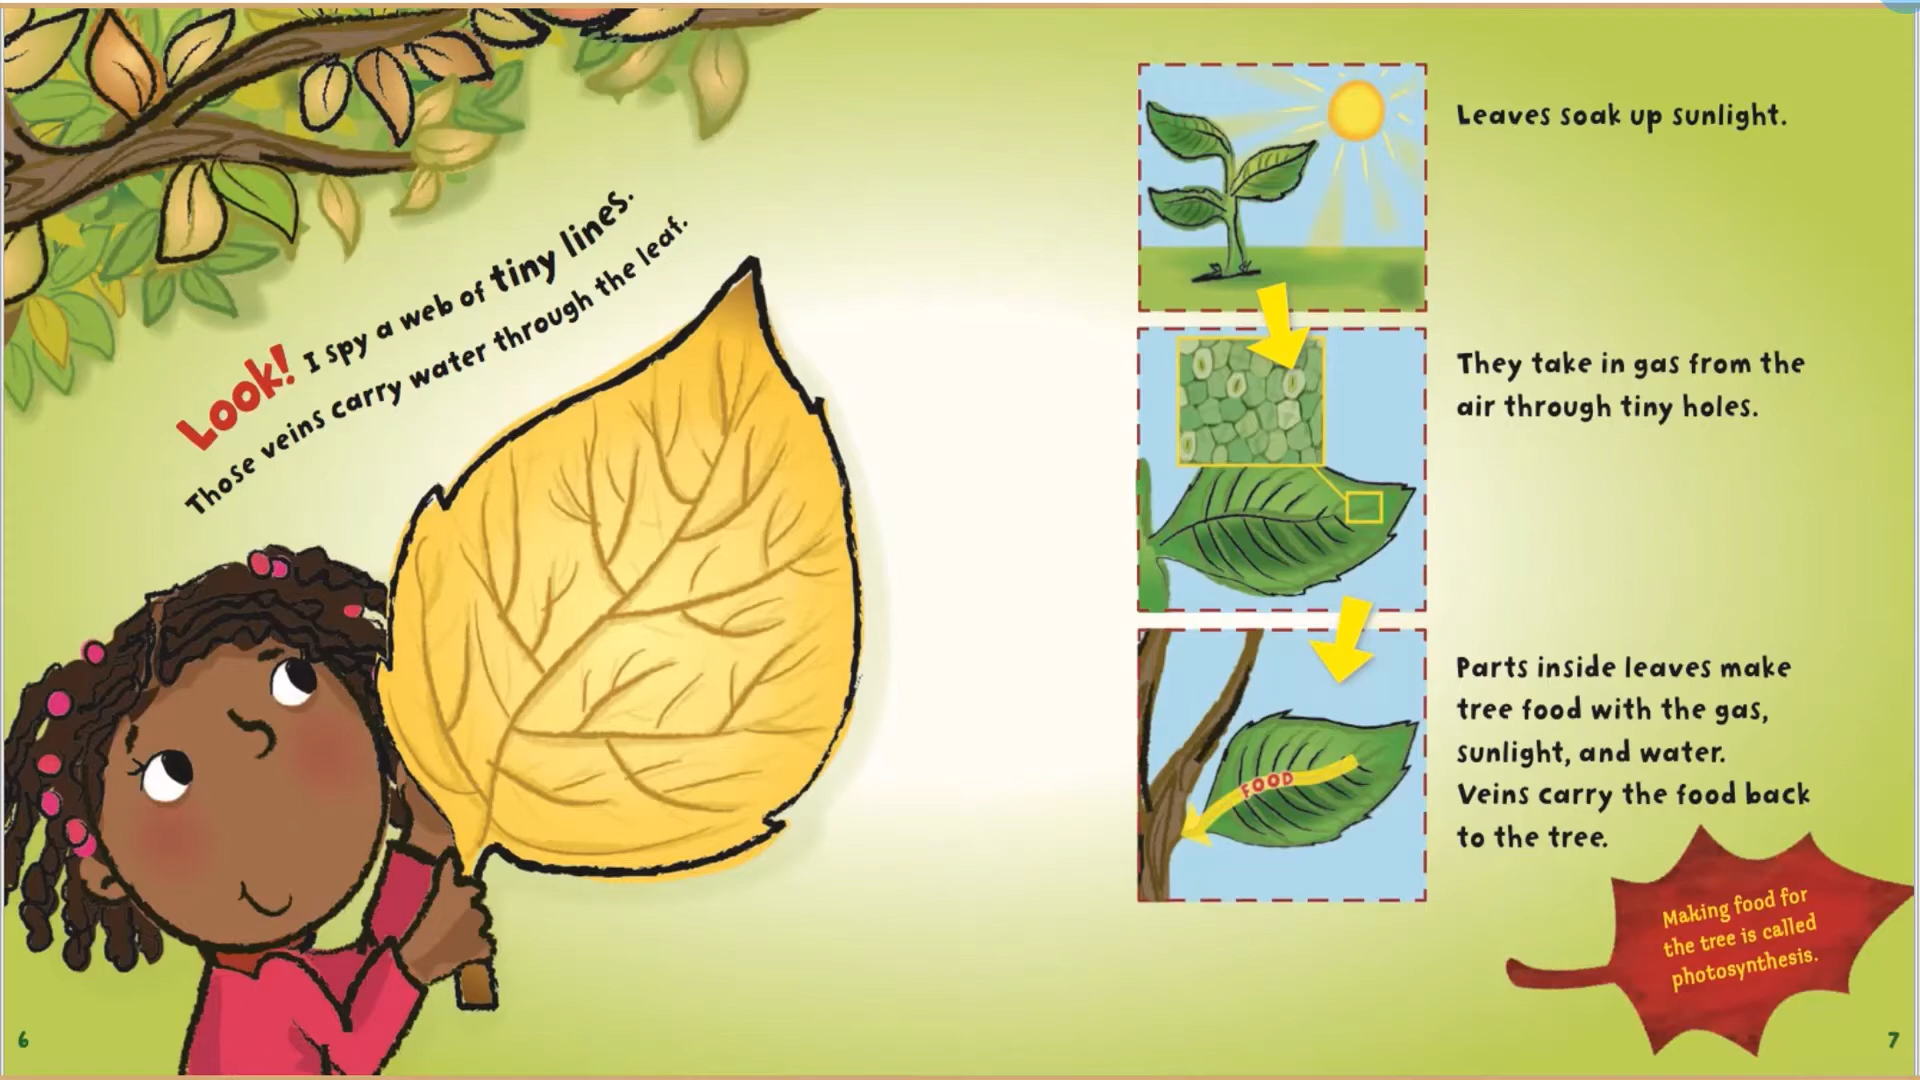 Look! I spy a web of tiny lines.
Those veins carry water through the leaf.
Leaves soak up sunlight.
They take in gas from the
air through tiny holes.
FOOD
Parts inside leaves make
tree food with the gas,
sunlight, and water.
Veins carry the food back
to the tree.
Making food for
the tree is called
photosynthesis.
6
7